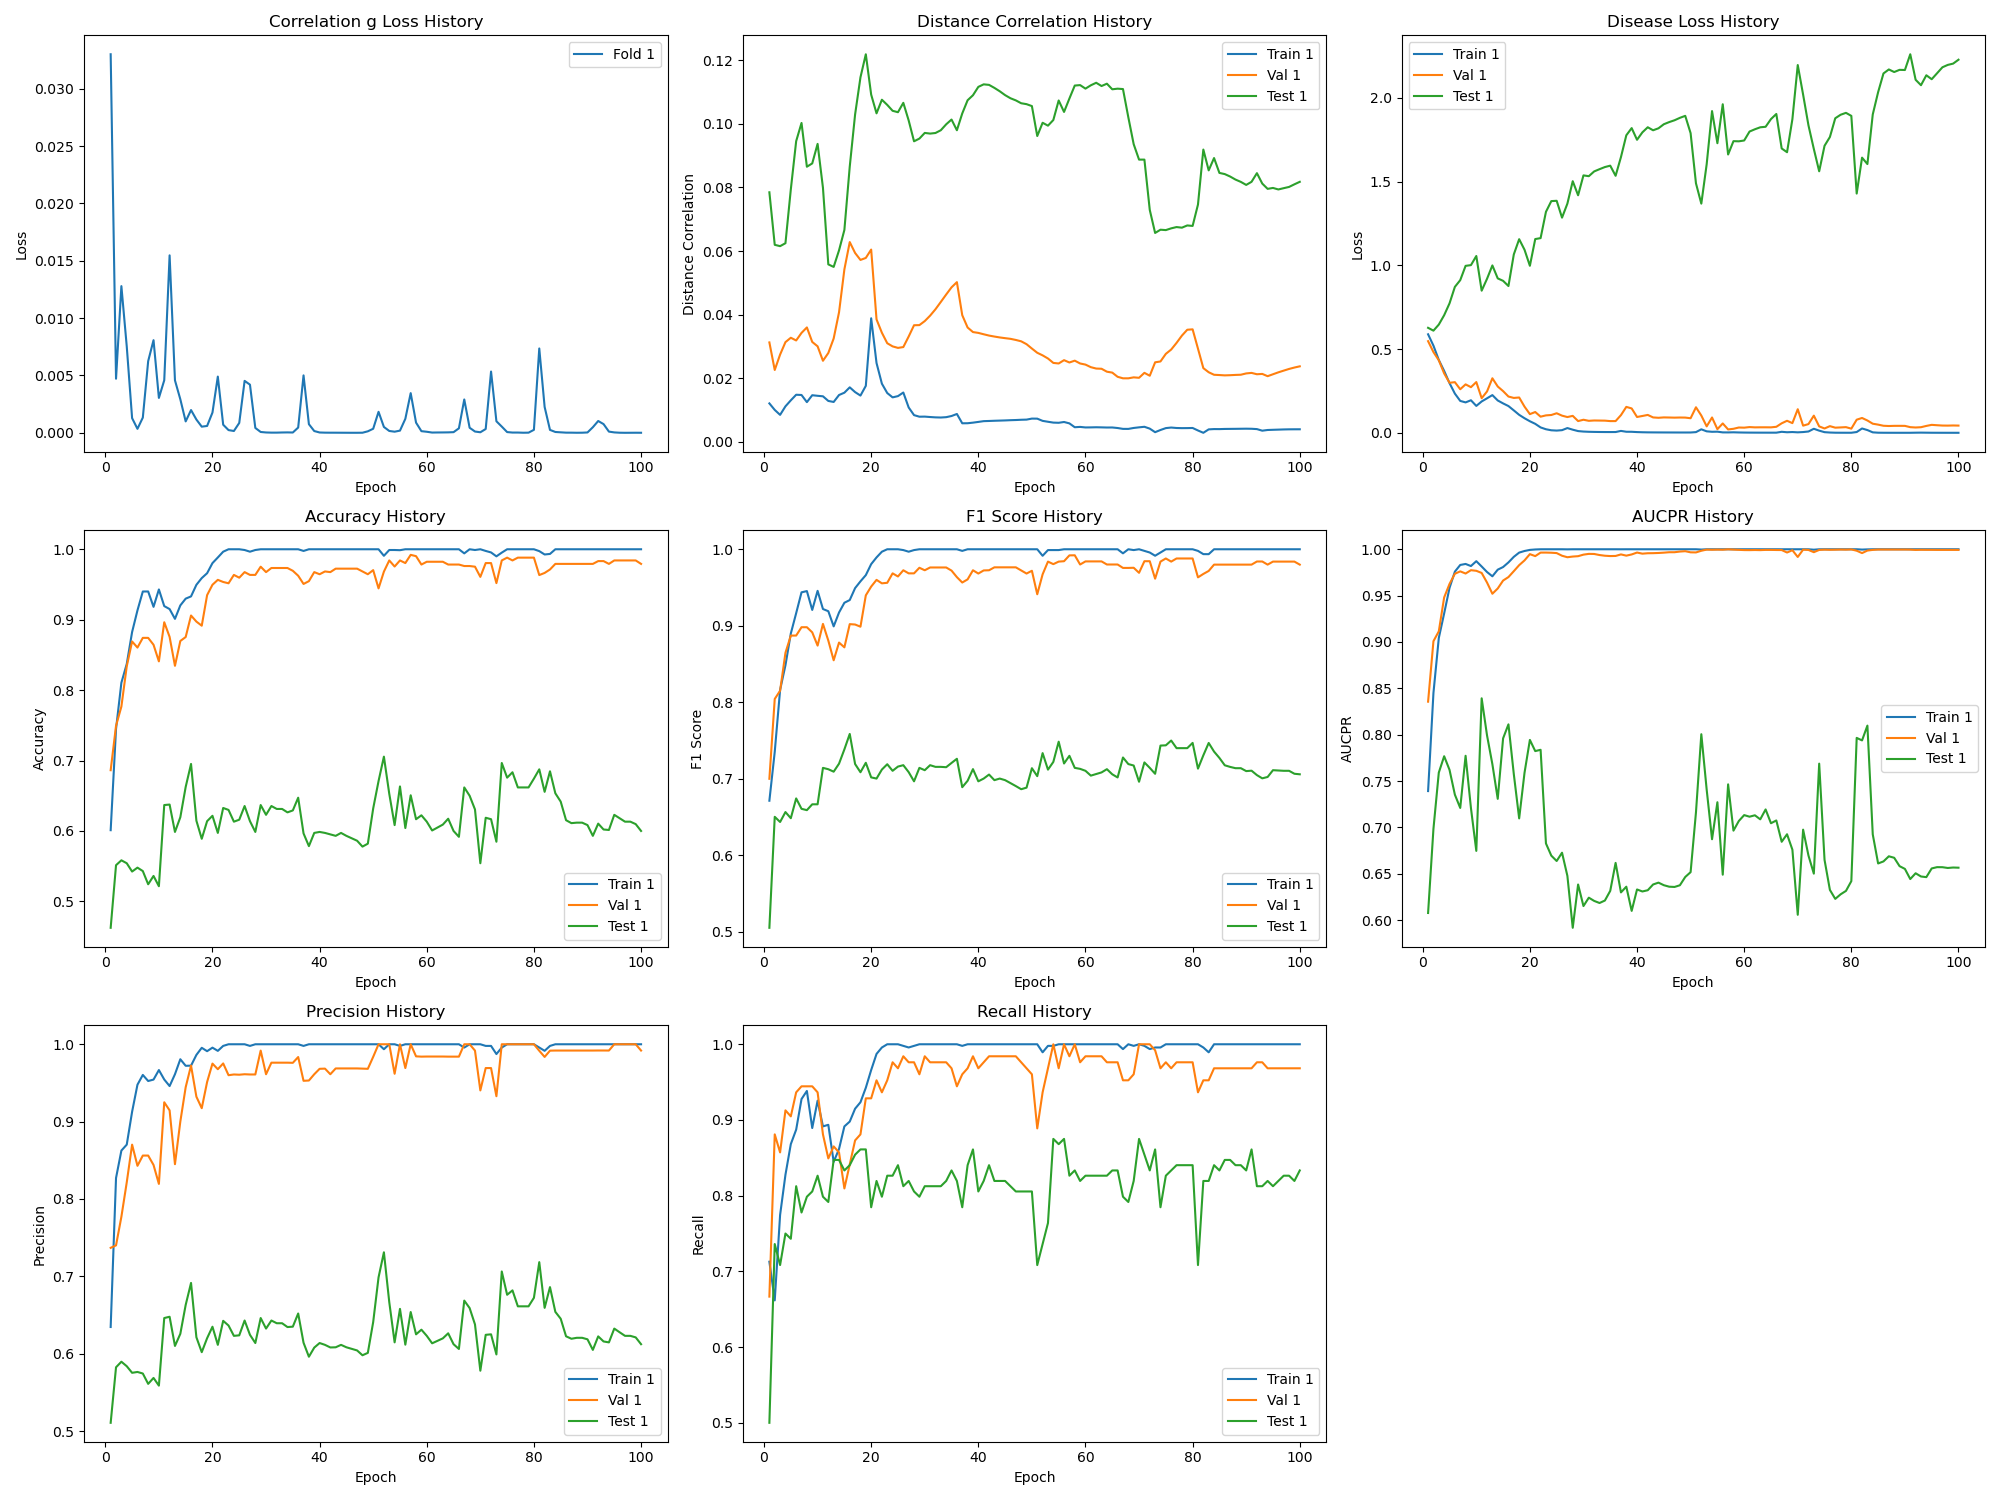 Correlation g Loss History
Fold 1
0.030
0.025
0.020
0.015
0.010
0.005
0.000
Loss
0 20 40 60 80 100
Epoch
Distance Correlation History
Train 1
Val 1
Test 1
0.12
0.10
0.08
0.06
0.04
0.02
0.00
Distance Correlation
0 20 40 60 80 100
Epoch
Disease Loss History
Train 1
Val 1
Test 1
2.0
1.5
1.0
0.5
0.0
Loss
0 20 40 60 80 100
Epoch
Accuracy History
1.0
0.9
0.8
0.7
0.6
0.5
Accuracy
Train 1
Val 1
Test 1
0 20 40 60 80 100
Epoch
F1 Score History
1.0
0.9
0.8
0.7
0.6
0.5
F1 Score
Train 1
Val 1
Test 1
0 20 40 60 80 100
Epoch
AUCPR History
1.00
0.95
0.90
0.85
0.80
0.75
0.70
0.65
0.60
AUCPR
Train 1
Val 1
Test 1
0 20 40 60 80 100
Epoch
Precision History
1.0
0.9
0.8
0.7
0.6
0.5
Precision
Train 1
Val 1
Test 1
0 20 40 60 80 100
Epoch
Recall History
1.0
0.9
0.8
0.7
0.6
0.5
Recall
Train 1
Val 1
Test 1
0 20 40 60 80 100
Epoch